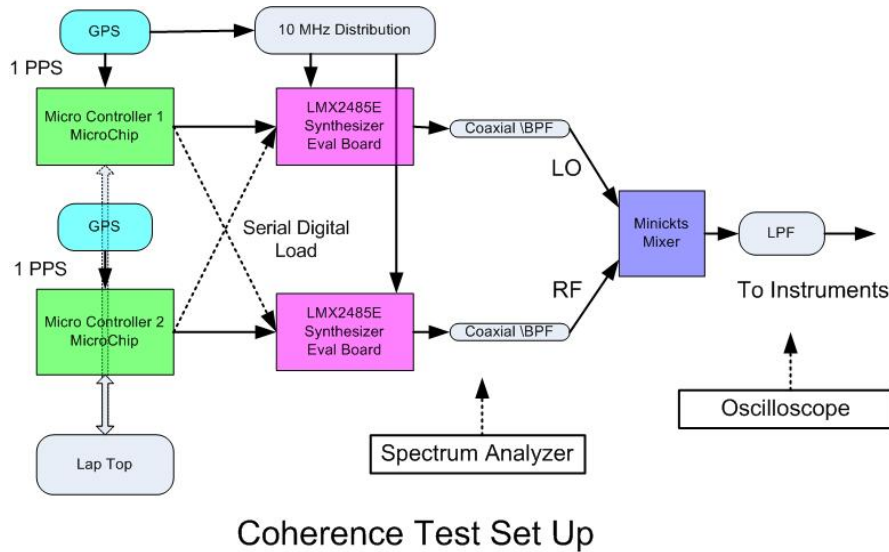 GPS
10 MHz Distribution
1 PPS
Micro Controller 1
MicroChip
LMX2485E
Synthesizer
Eval Board
Coaxial \BPF
LO
GPS
Serial Digital
Load
Minickts
Mixer
LPF
1 PPS
RF
To Instruments
Micro Controller 2
MicroChip
LMX2485E
Synthesizer
Eval Board
Coaxial \BPF
Oscilloscope
Lap Top
Spectrum Analyzer
Coherence Test Set Up